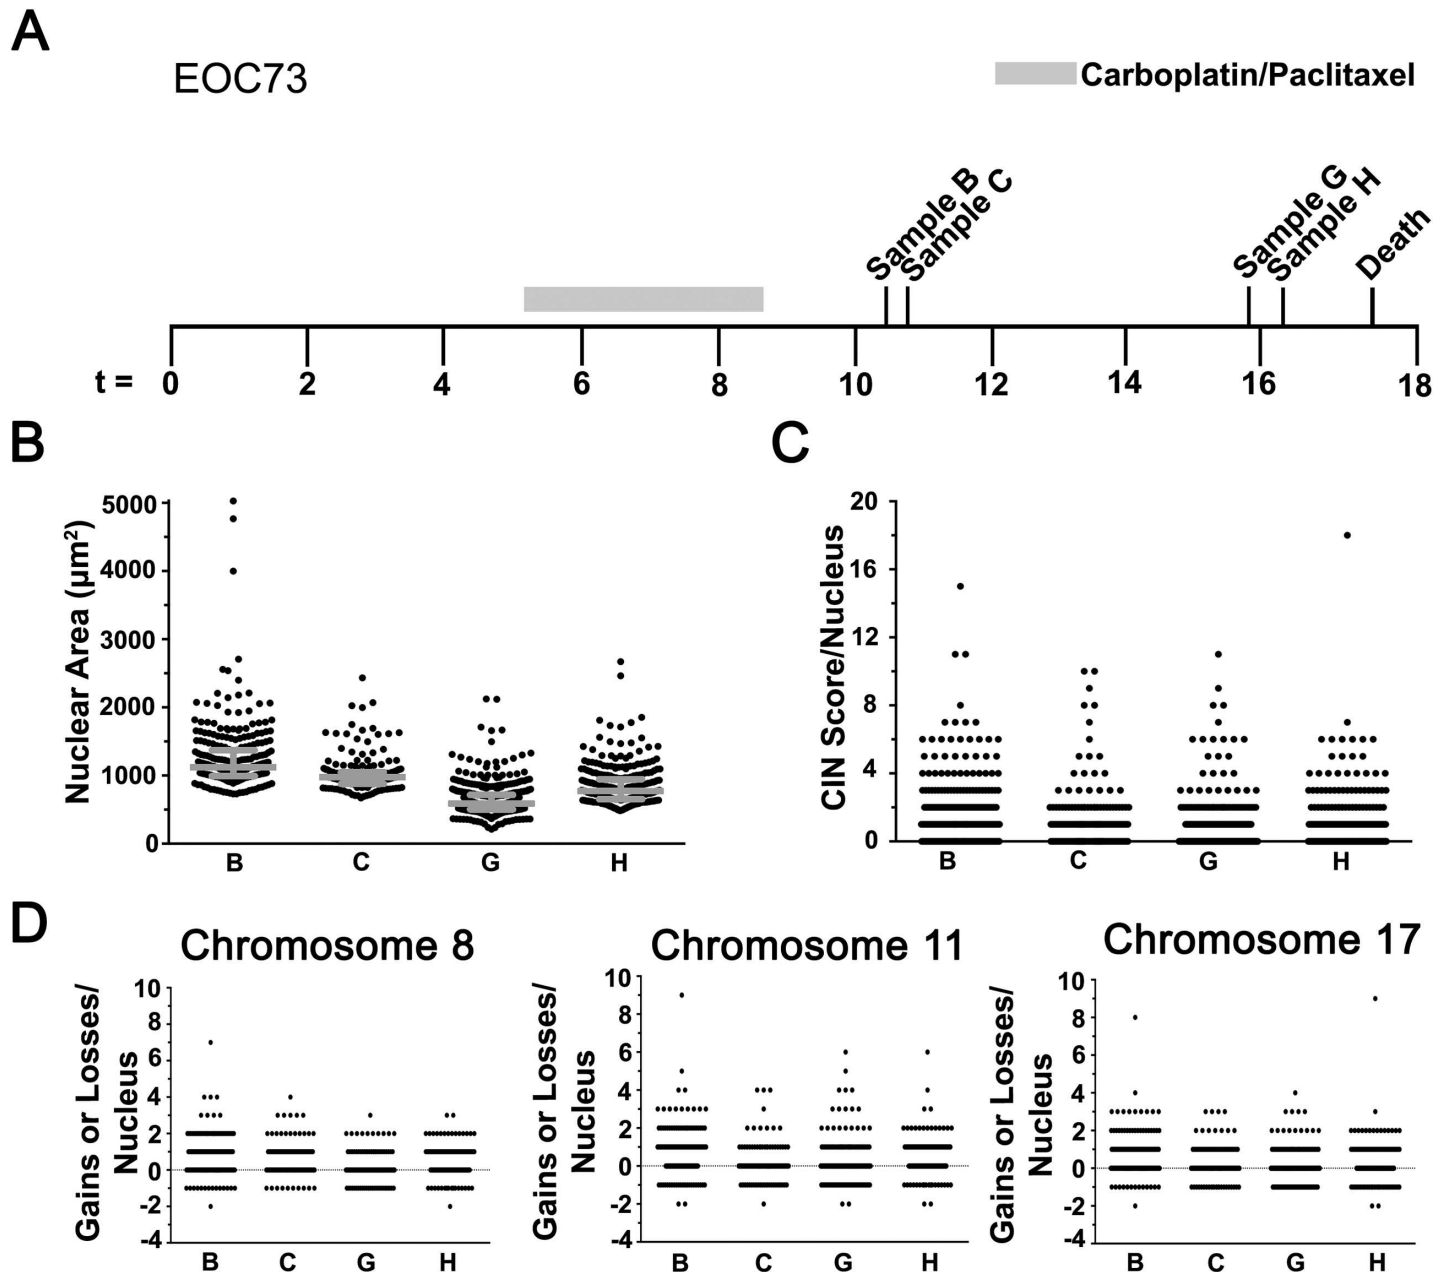 A
EOC73
Carboplatin/Paclitaxel
Sample B
Sample C
Sample G
Sample H
Death
t = 0 2 4 6 8 10 12 14 16 18
B
Nuclear Area (µm²)
5000
4000
3000
2000
1000
0
B C G H
C
CIN Score/Nucleus
20
16
12
8
4
0
B C G H
D
Chromosome 8
Gains or Losses/
Nucleus
10
8
6
4
2
0
-2
-4
B C G H
Chromosome 11
Gains or Losses/
Nucleus
10
8
6
4
2
0
-2
-4
B C G H
Chromosome 17
Gains or Losses/
Nucleus
10
8
6
4
2
0
-2
-4
B C G H